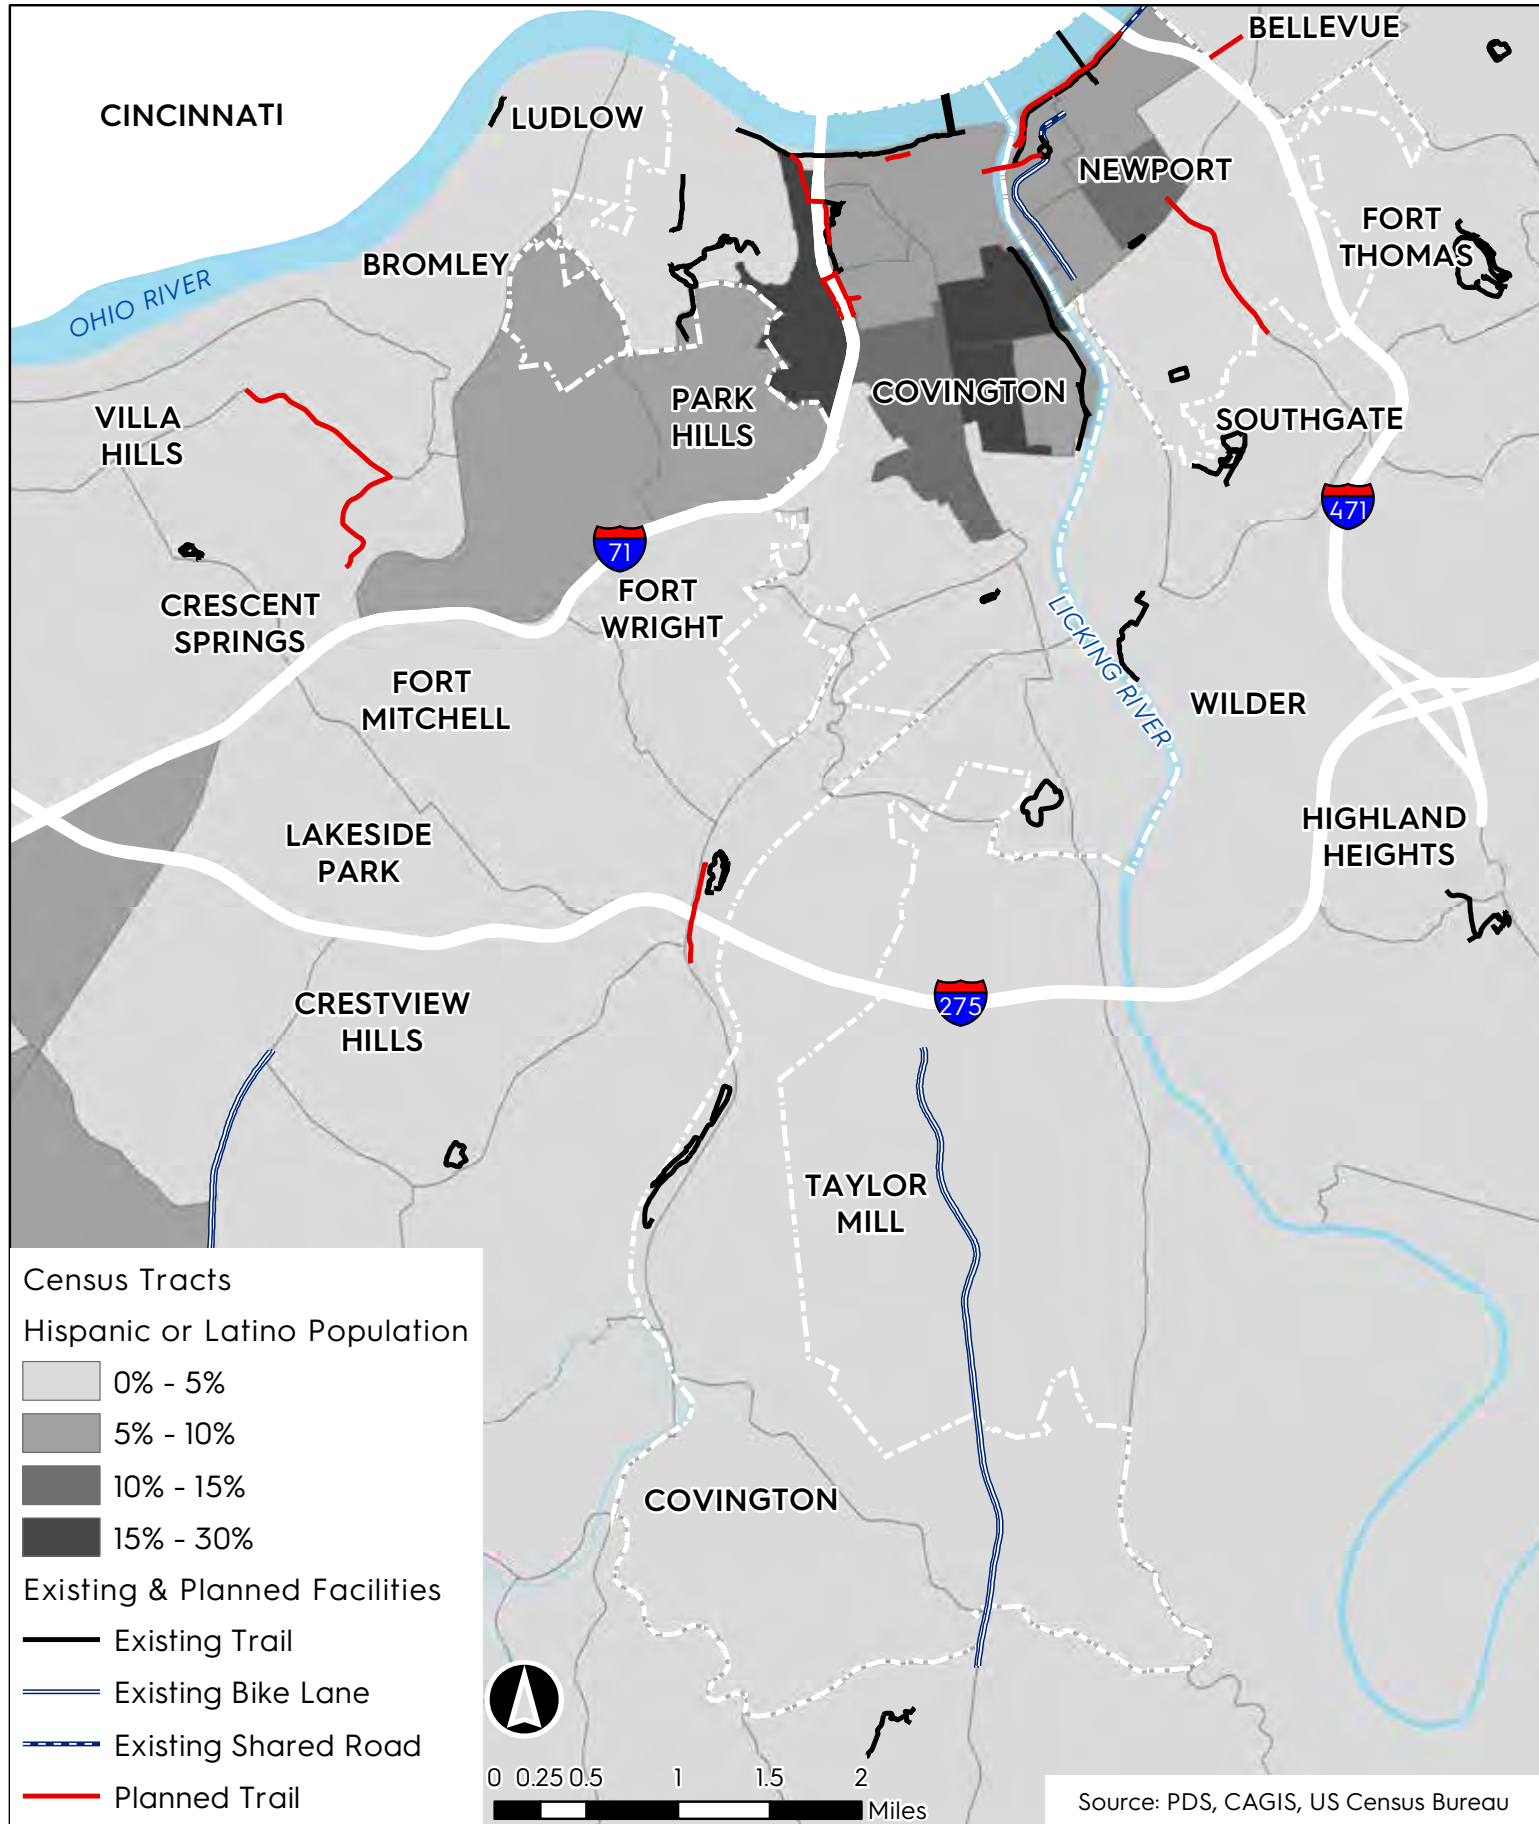 BELLEVUE
CINCINNATI
LUDLOW
NEWPORT
FORT
THOMAS
BROMLEY
OHIO RIVER
PARK
HILLS
COVINGTON
VILLA
HILLS
SOUTHGATE
471
71
CRESCENT
SPRINGS
FORT
WRIGHT
LICKING RIVER
FORT
MITCHELL
WILDER
LAKESIDE
PARK
HIGHLAND
HEIGHTS
CRESTVIEW
HILLS
275
TAYLOR
MILL
COVINGTON
Census Tracts
Hispanic or Latino Population
0% - 5%
5% - 10%
10% - 15%
15% - 30%
Existing & Planned Facilities
Existing Trail
Existing Bike Lane
Existing Shared Road
Planned Trail
0 0.25 0.5 1 1.5 2
Miles
Source: PDS, CAGIS, US Census Bureau